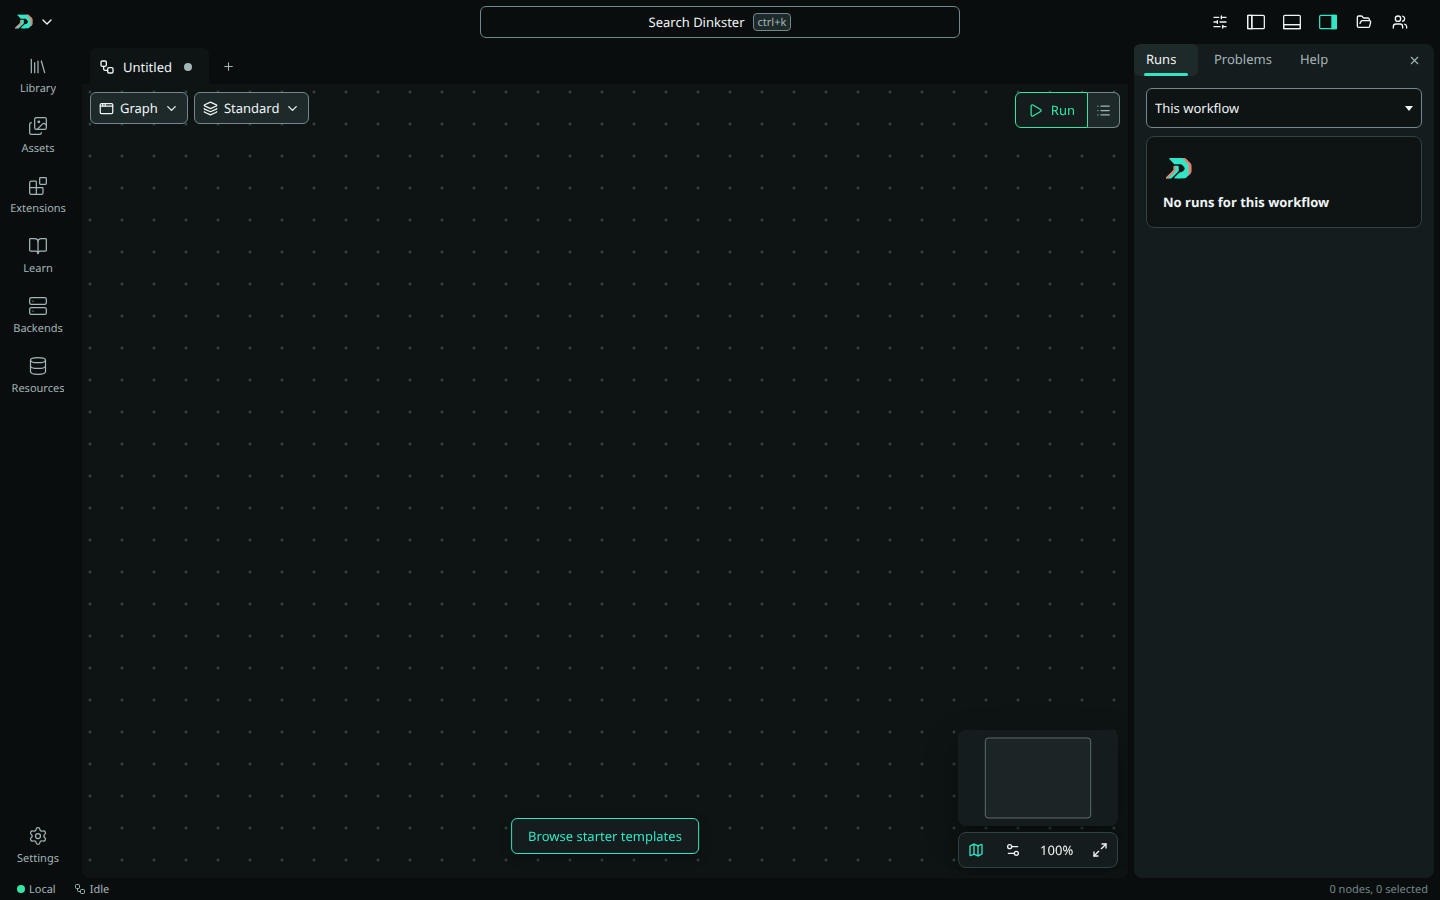 Search Dinkster ctrl+k
Untitled
Runs Problems Help
Library
Assets
Extensions
Learn
Backends
Resources
Settings
Graph
Standard
Run
This workflow
No runs for this workflow
Browse starter templates
100%
Local
Idle
0 nodes, 0 selected